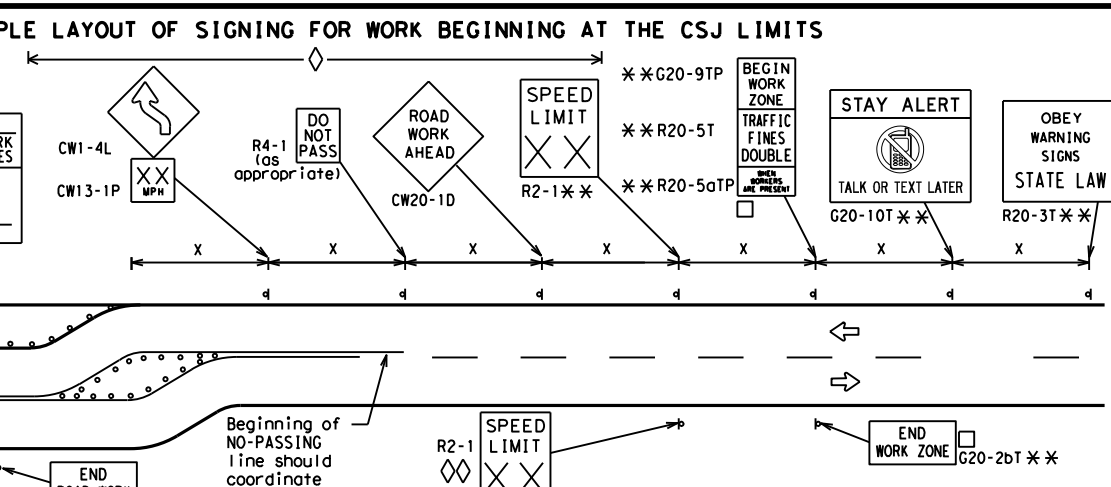 PLE LAYOUT OF SIGNING FOR WORK BEGINNING AT THE CSJ LIMITS
RK
ES
CW1-4L
CW13-1P
X X
MPH
R4-1
(as
appropriate)
DO
NOT
PASS
ROAD
WORK
AHEAD
CW20-1D
SPEED
LIMIT
X X
R2-1**
**G20-9TP
**R20-5T
**R20-5aTP
BEGIN
WORK
ZONE
TRAFFIC
FINES
DOUBLE
WHEN
WORKERS
ARE PRESENT
STAY ALERT
TALK OR TEXT LATER
G20-10T**
OBEY
WARNING
SIGNS
STATE LAW
R20-3T**
X X X X X X X
Beginning of
NO-PASSING
line should
coordinate
R2-1
SPEED
LIMIT
X X
END
WORK ZONE
G20-2bT**
END